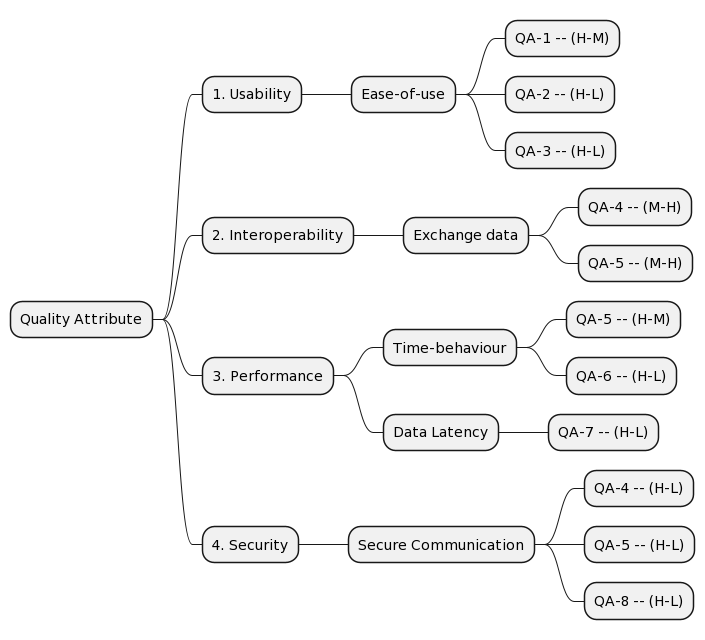 Quality Attribute
1. Usability
Ease-of-use
QA-1 -- (H-M)
QA-2 -- (H-L)
QA-3 -- (H-L)
2. Interoperability
Exchange data
QA-4 -- (M-H)
QA-5 -- (M-H)
3. Performance
Time-behaviour
QA-5 -- (H-M)
QA-6 -- (H-L)
Data Latency
QA-7 -- (H-L)
4. Security
Secure Communication
QA-4 -- (H-L)
QA-5 -- (H-L)
QA-8 -- (H-L)